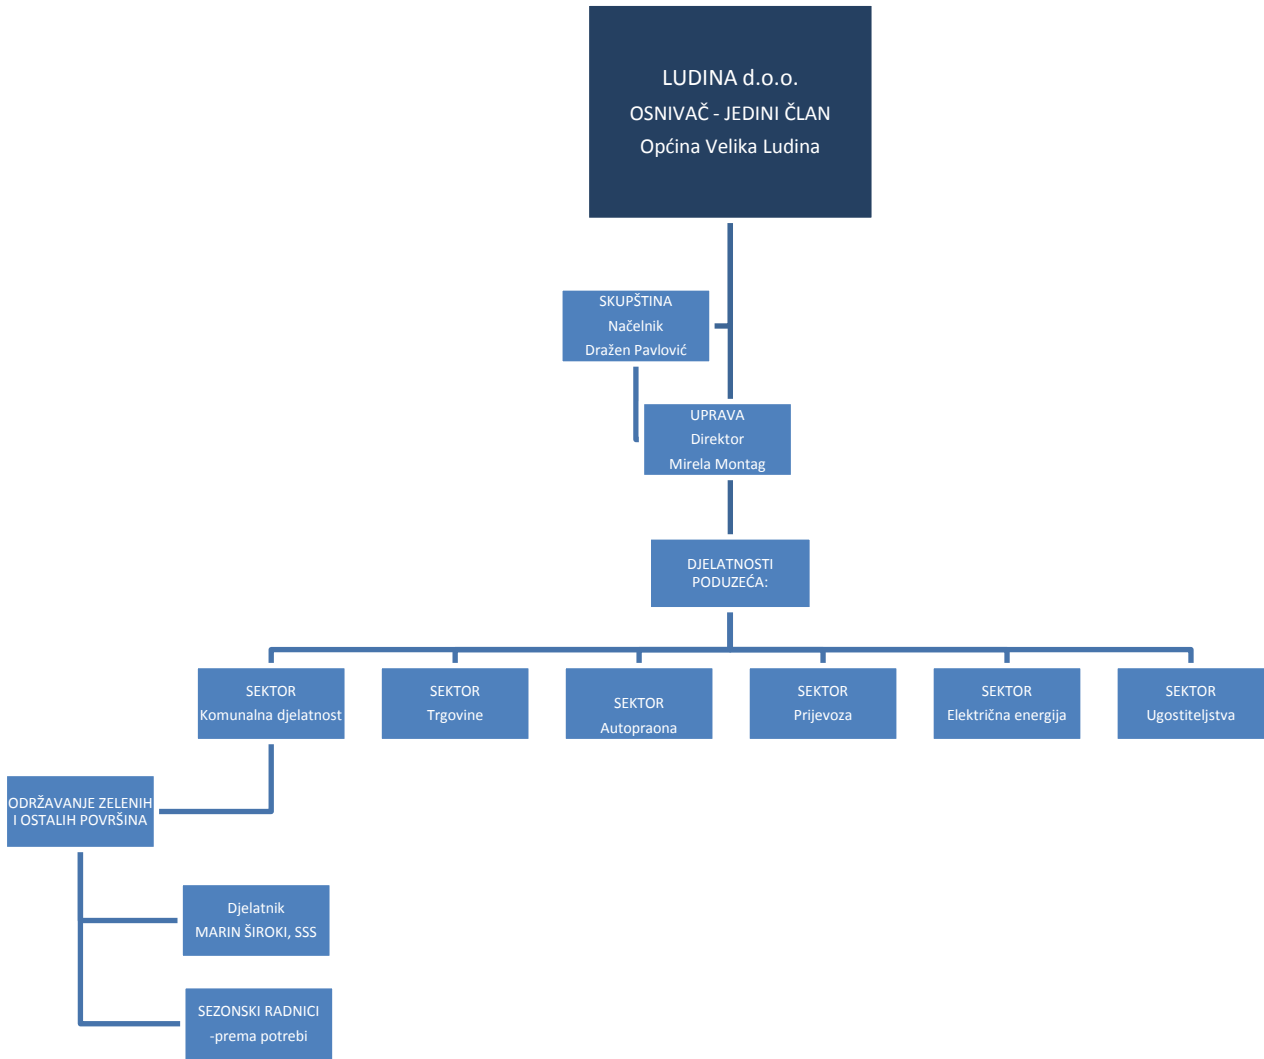 LUDINA d.o.o.
OSNIVAČ - JEDINI ČLAN
Općina Velika Ludina
SKUPŠTINA
Načelnik
Dražen Pavlović
UPRAVA
Direktor
Mirela Montag
DJELATNOSTI
PODUZEĆA:
SEKTOR
Komunalna djelatnost
SEKTOR
Trgovine
SEKTOR
Autopraona
SEKTOR
Prijevoza
SEKTOR
Električna energija
SEKTOR
Ugostiteljstva
ODRŽAVANJE ZELENIH
I OSTALIH POVRŠINA
Djelatnik
MARIN ŠIROKI, SSS
SEZONSKI RADNICI
-prema potrebi